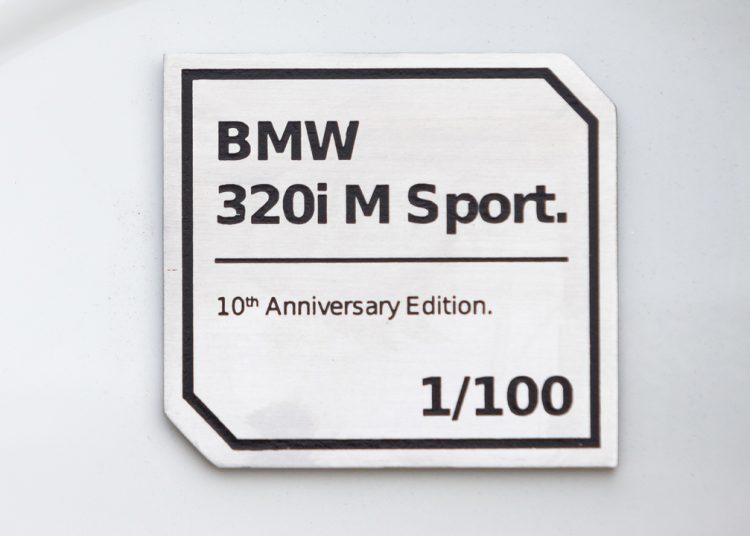 BMW
320i M Sport.
10th Anniversary Edition.
1/100